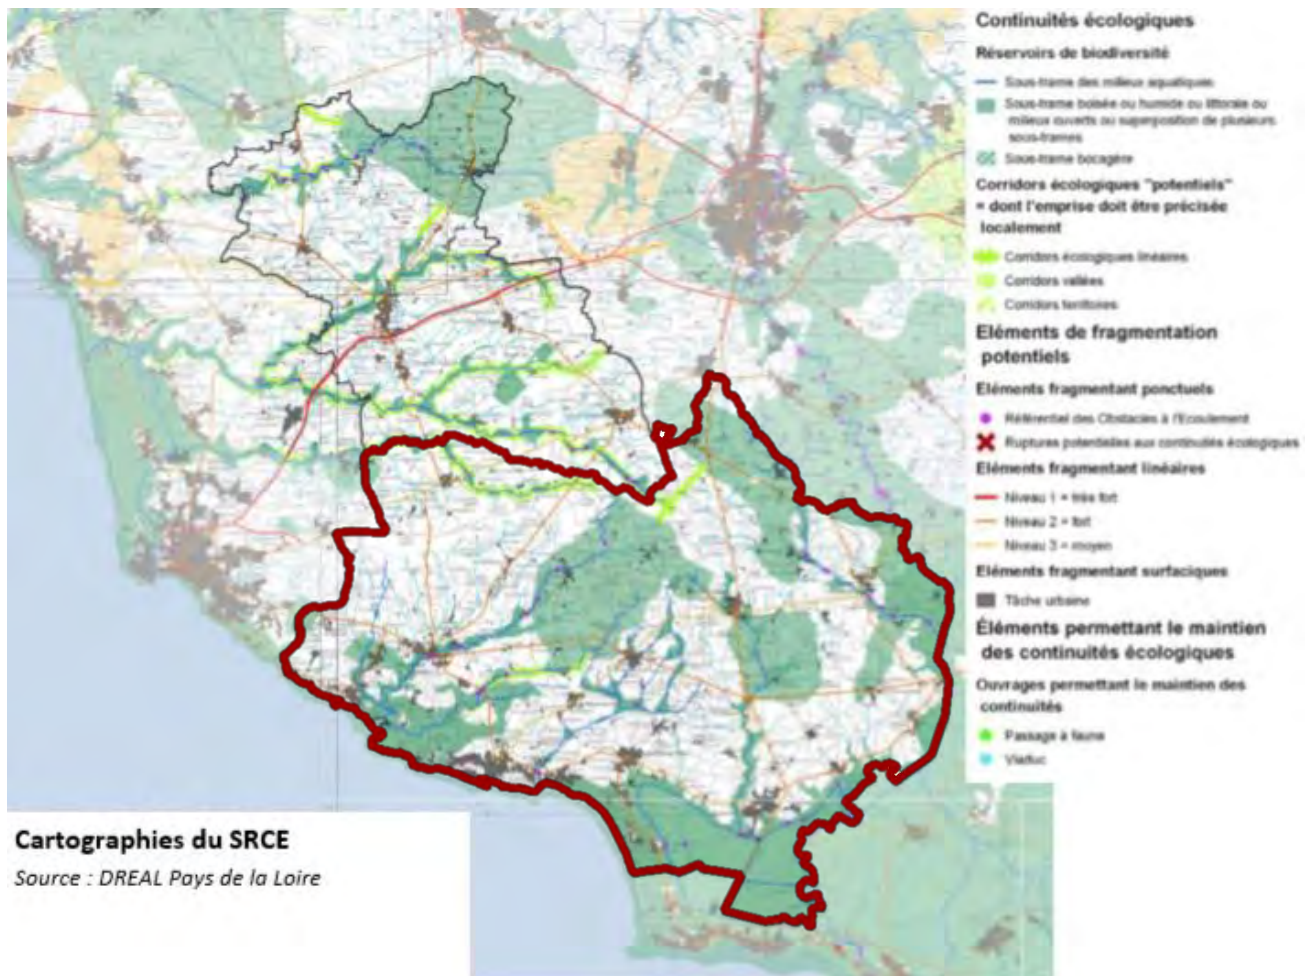 Continuités écologiques
Réservoirs de biodiversité
Sous-trame des milieux aquatiques
Sous-trame boisée ou humide ou littorale ou
milieux ouverts ou superposition de plusieurs
sous-trames
Sous-trame bocagère
Corridors écologiques "potentiels"
= dont l'emprise doit être précisée
localement
Corridors écologiques linéaires
Corridors vallées
Corridors territoires
Eléments de fragmentation
potentiels
Eléments fragmentant ponctuels
Référentiel des Obstacles à l'Ecoulement
Ruptures potentielles aux continuités écologiques
Eléments fragmentant linéaires
Niveau 1 = très fort
Niveau 2 = fort
Niveau 3 = moyen
Eléments fragmentant surfaciques
Tâche urbaine
Éléments permettant le maintien
des continuités écologiques
Ouvrages permettant le maintien des
continuités
Passage à faune
Viaduc
Cartographies du SRCE
Source : DREAL Pays de la Loire